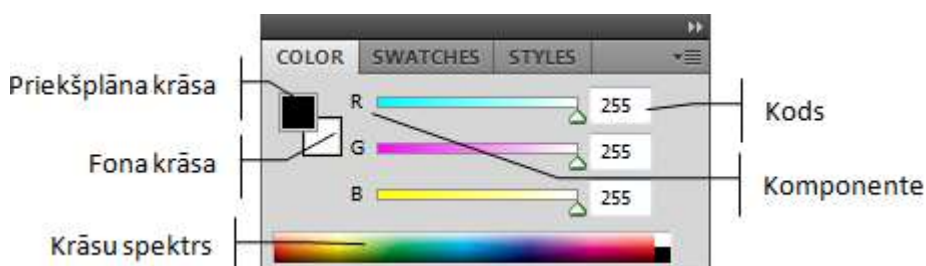 COLOR SWATCHES STYLES
Priekšplāna krāsa
R 255
Kods
Fona krāsa
G 255
Komponente
B 255
Krāsu spektrs